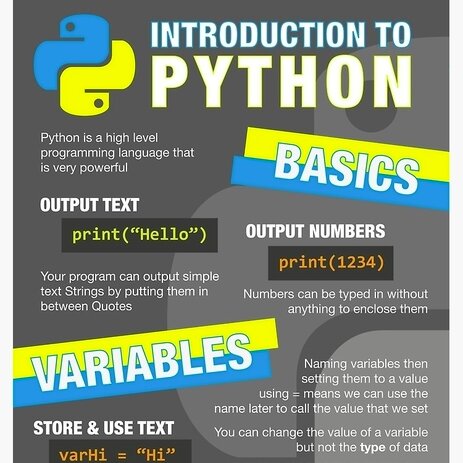 INTRODUCTION TO
PYTHON
Python is a high level
programming language that
is very powerful
BASICS
OUTPUT TEXT
print(“Hello”)
Your program can output simple
text Strings by putting them in
between Quotes
OUTPUT NUMBERS
print(1234)
Numbers can be typed in without
anything to enclose them
VARIABLES
Naming variables then
setting them to a value
using = means we can use the
name later to call the value that we set
You can change the value of a variable
but not the type of data
STORE & USE TEXT
varHi = “Hi”